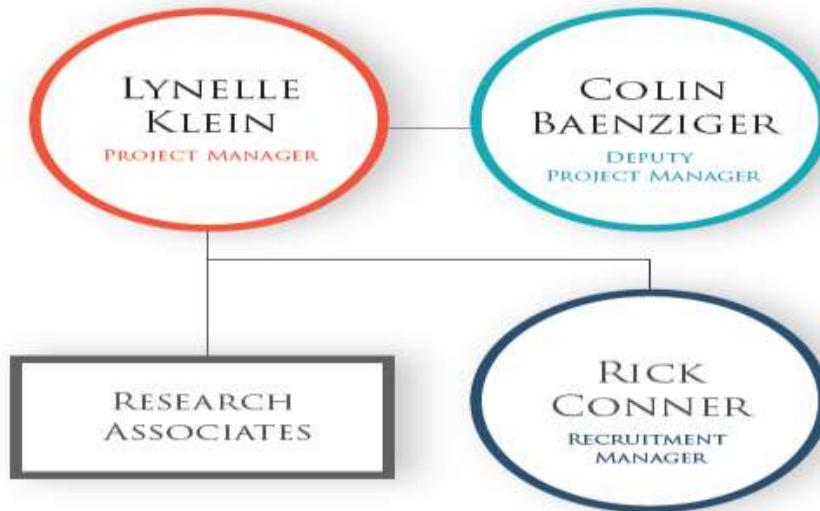 LYNELLE
KLEIN
PROJECT MANAGER
COLIN
BAENZIGER
DEPUTY
PROJECT MANAGER
RESEARCH
ASSOCIATES
RICK
CONNER
RECRUITMENT
MANAGER